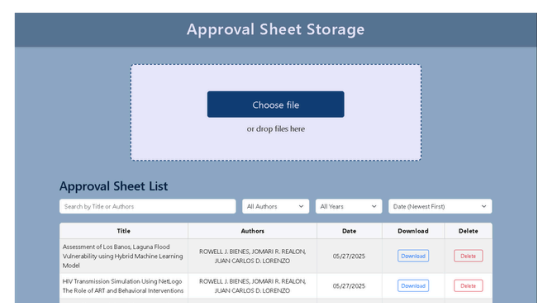 Approval Sheet Storage
Choose file
or drop files here
Approval Sheet List
Search by Title or Authors
All Authors
All Years
Date (Newest First)
Title Authors Date Download Delete
Assessment of Los Banos, Laguna Flood
Vulnerability using Hybrid Machine Learning
Model
ROWELL J. BIENES, JOMARI R. REALON,
JUAN CARLOS D. LORENZO
05/27/2025
Download
Delete
HIV Transmission Simulation Using NetLogo
The Role of ART and Behavioral Interventions
ROWELL J. BIENES, JOMARI R. REALON,
JUAN CARLOS D. LORENZO
05/27/2025
Download
Delete